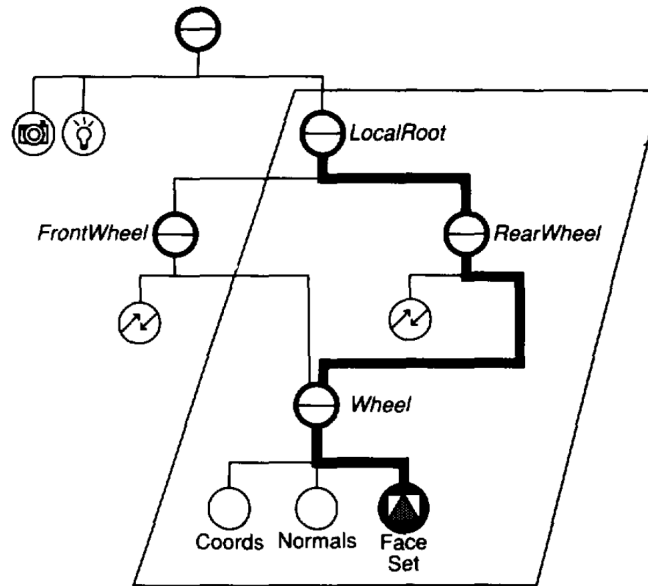 LocalRoot
FrontWheel
RearWheel
Wheel
Coords
Normals
Face
Set